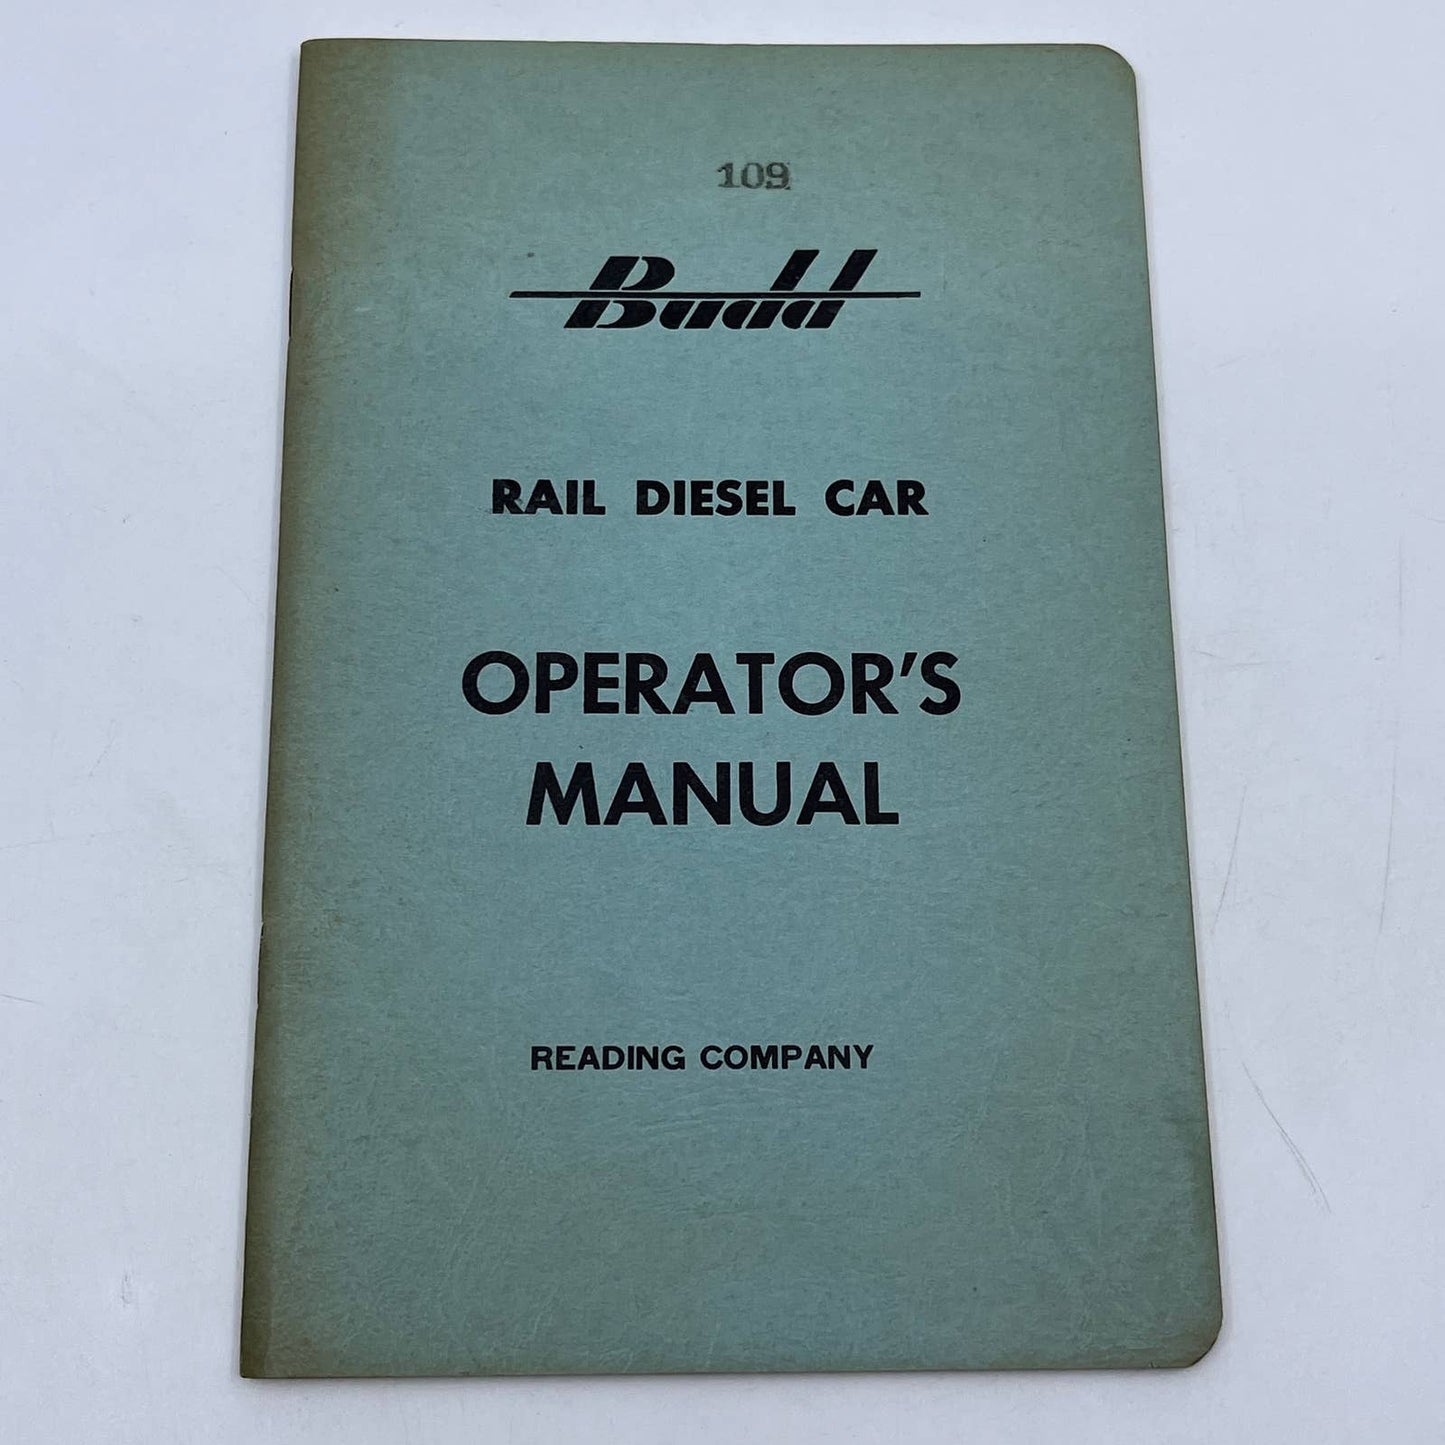 109
Budd
RAIL DIESEL CAR
OPERATOR'S
MANUAL
READING COMPANY